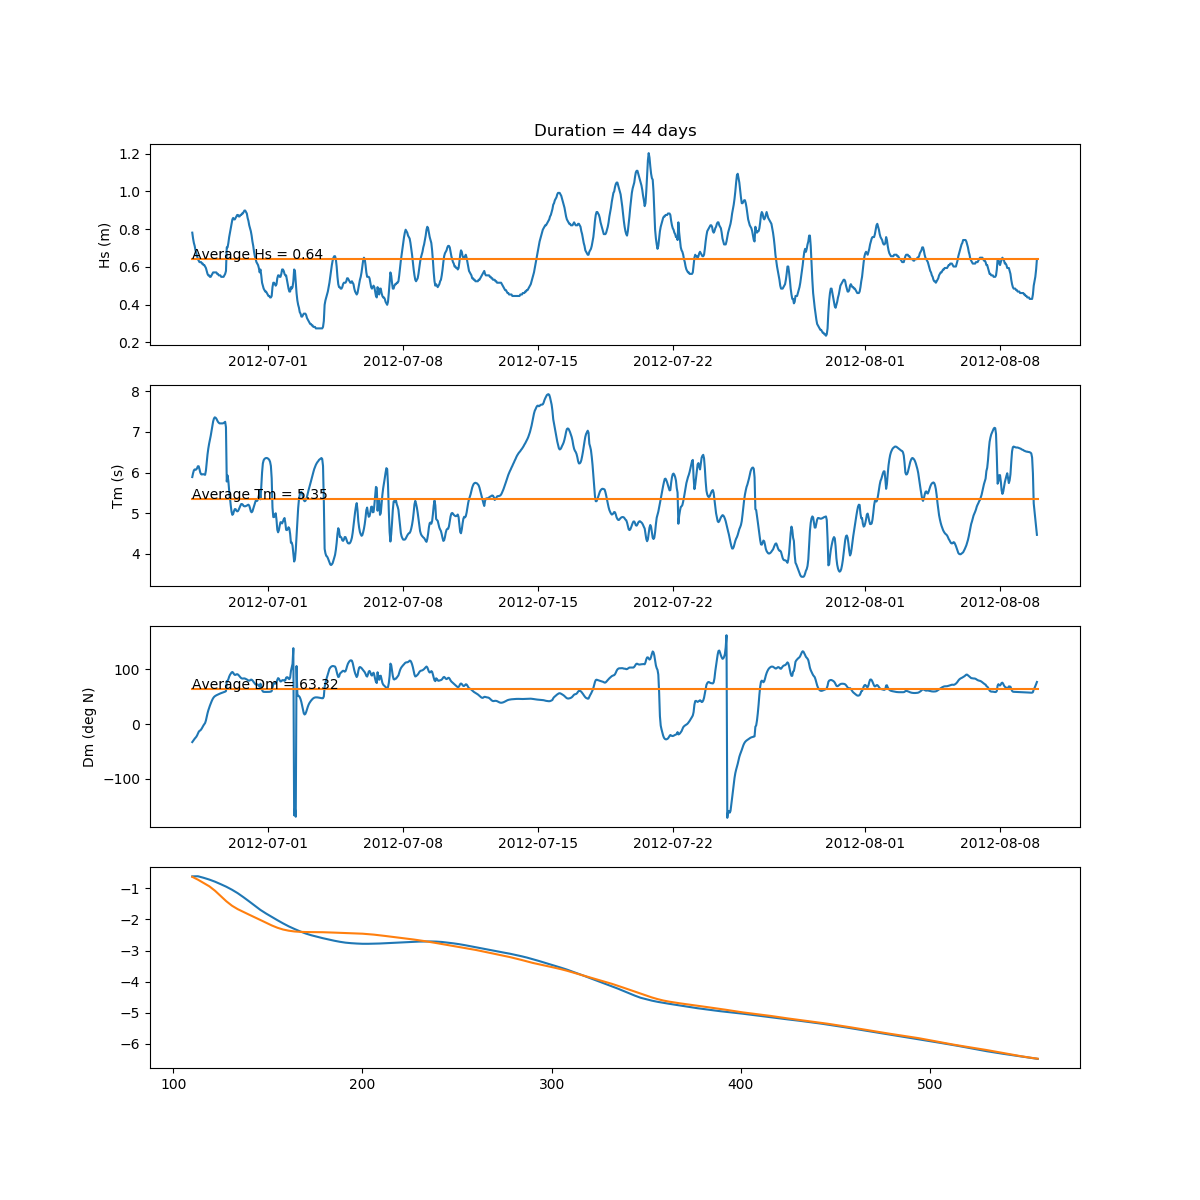 Duration = 44 days
Hs (m)
1.2
1.0
0.8
0.6
0.4
0.2
Average Hs = 0.64
2012-07-01 2012-07-08 2012-07-15 2012-07-22 2012-08-01 2012-08-08
Tm (s)
8
7
6
5
4
Average Tm = 5.35
2012-07-01 2012-07-08 2012-07-15 2012-07-22 2012-08-01 2012-08-08
Dm (deg N)
100
0
−100
Average Dm = 63.32
2012-07-01 2012-07-08 2012-07-15 2012-07-22 2012-08-01 2012-08-08
−1
−2
−3
−4
−5
−6
100 200 300 400 500